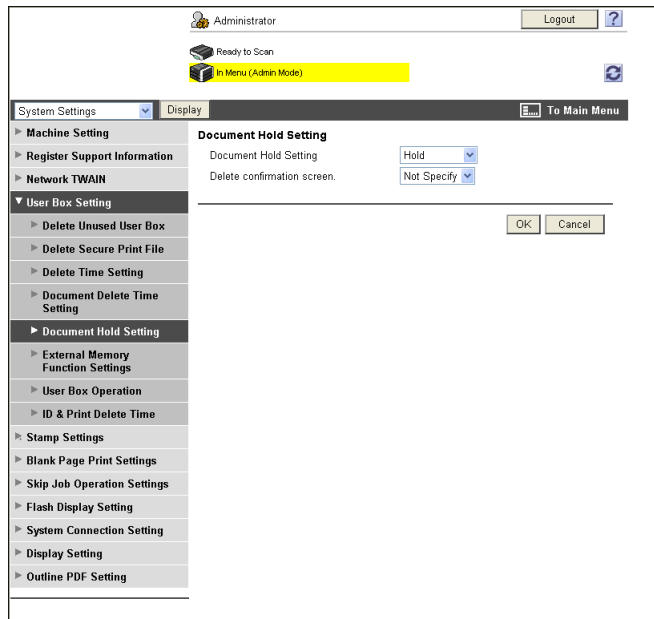 Administrator
Logout
?
Ready to Scan
In Menu (Admin Mode)
System Settings
Display
To Main Menu
Machine Setting
Register Support Information
Network TWAIN
User Box Setting
Delete Unused User Box
Delete Secure Print File
Delete Time Setting
Document Delete Time
Setting
Document Hold Setting
External Memory
Function Settings
User Box Operation
ID & Print Delete Time
Stamp Settings
Blank Page Print Settings
Skip Job Operation Settings
Flash Display Setting
System Connection Setting
Display Setting
Outline PDF Setting
Document Hold Setting
Document Hold Setting Hold
Delete confirmation screen. Not Specify
OK Cancel